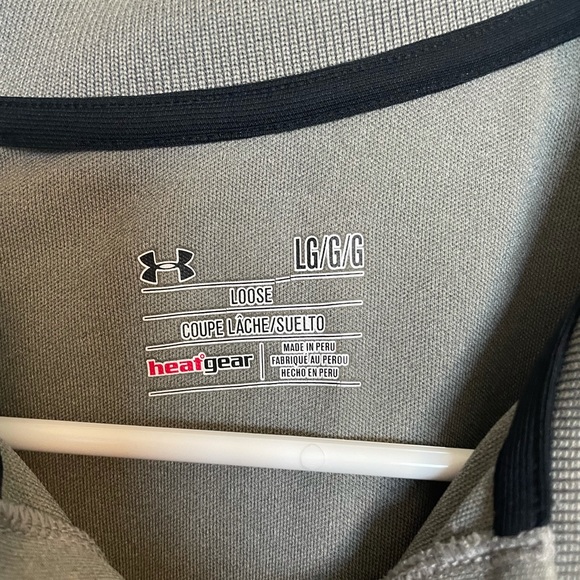 LG/G/G
LOOSE
COUPE LÂCHE/SUELTO
heatgear
MADE IN PERU
FABRIQUÉ AU PEROU
HECHO EN PERU